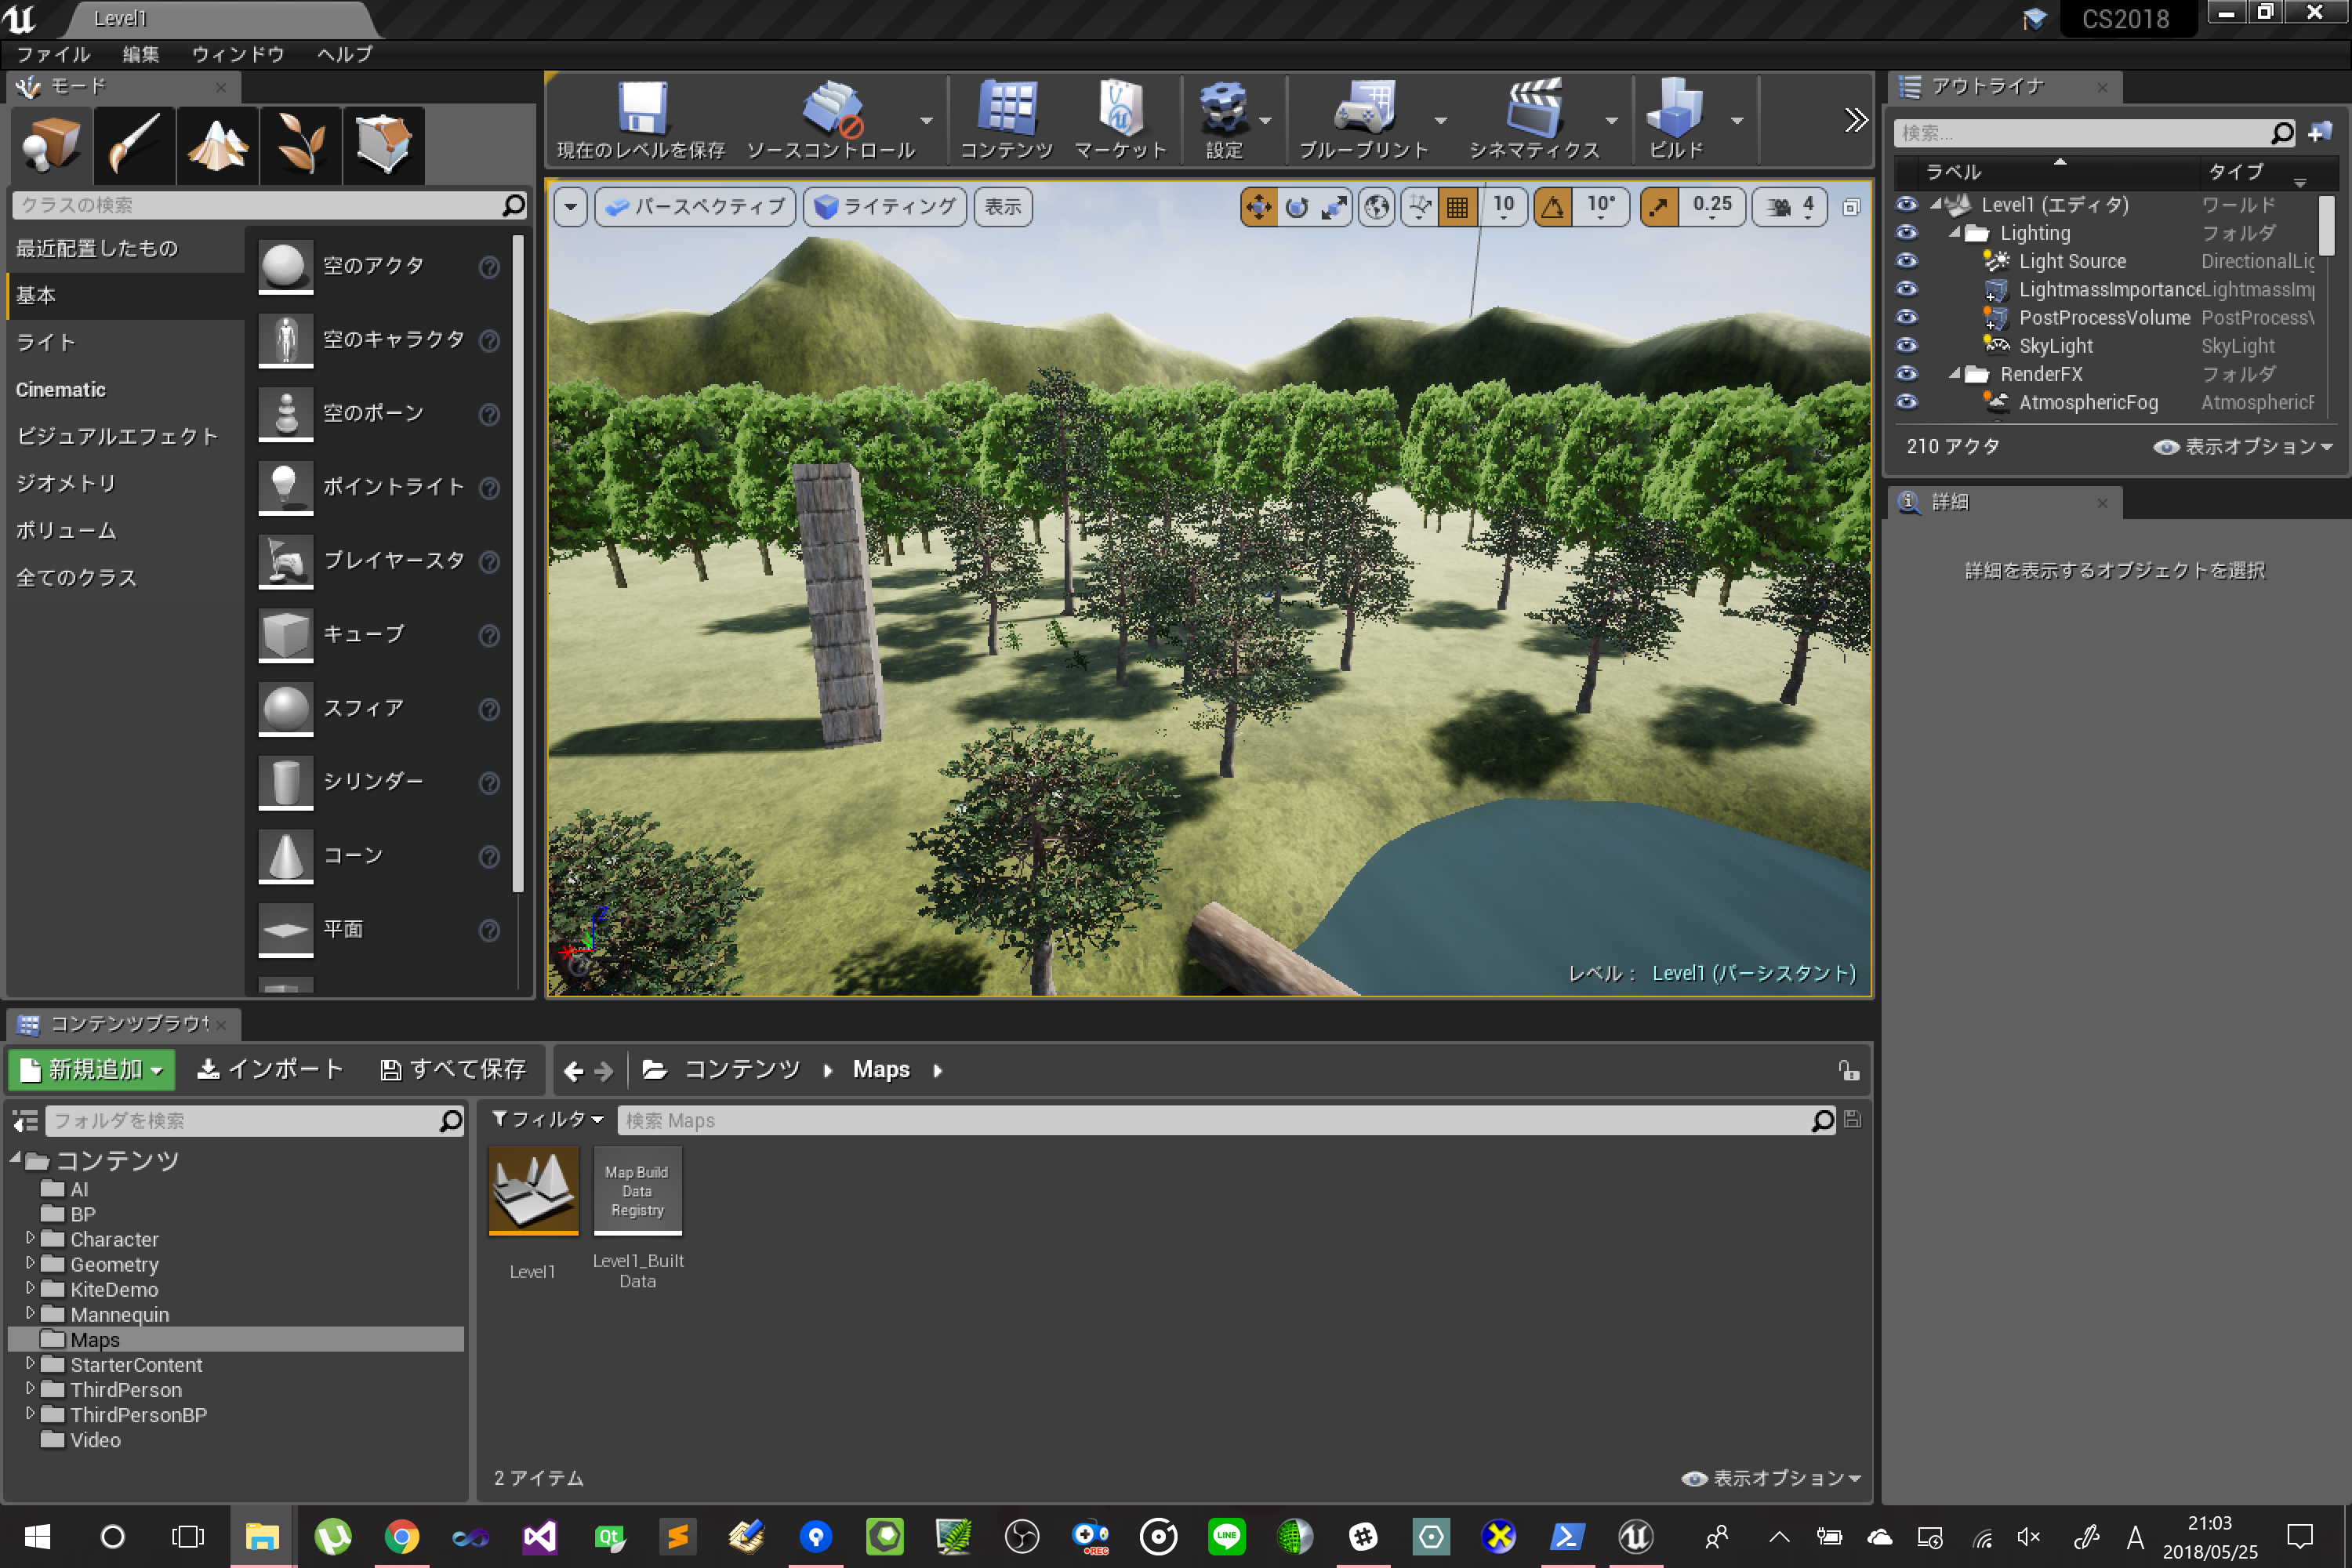 Level1
CS2018
ファイル 編集 ウィンドウ ヘルプ
モード
クラスの検索
最近配置したもの
基本
ライト
Cinematic
ビジュアルエフェクト
ジオメトリ
ボリューム
全てのクラス
空のアクタ
空のキャラクタ
空のポーン
ポイントライト
プレイヤースタ
キューブ
スフィア
シリンダー
コーン
平面
現在のレベルを保存 ソースコントロール コンテンツ マーケット 設定 ブループリント シネマティクス ビルド
パースペクティブ ライティング 表示 10 10° 0.25 4
レベル： Level1 (パーシスタント)
アウトライナ
検索...
ラベル タイプ
Level1 (エディタ) ワールド
Lighting フォルダ
Light Source DirectionalLig
LightmassImportance LightmassImp
PostProcessVolume PostProcessV
SkyLight SkyLight
RenderFX フォルダ
AtmosphericFog AtmosphericF
210 アクタ 表示オプション
詳細
詳細を表示するオブジェクトを選択
コンテンツブラウザ
新規追加 インポート すべて保存 コンテンツ Maps
フォルダを検索
フィルタ 検索 Maps
コンテンツ
AI
BP
Character
Geometry
KiteDemo
Mannequin
Maps
StarterContent
ThirdPerson
ThirdPersonBP
Video
Map Build
Data
Registry
Level1
Level1_Built
Data
2 アイテム 表示オプション
Qt
REC
LINE
A
21:03
2018/05/25